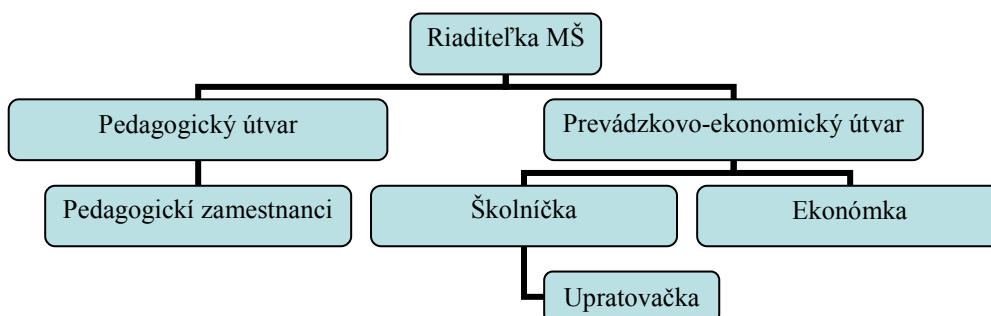 Riaditeľka MŠ
Pedagogický útvar
Prevádzkovo-ekonomický útvar
Pedagogickí zamestnanci
Školníčka
Ekonómka
Upratovačka